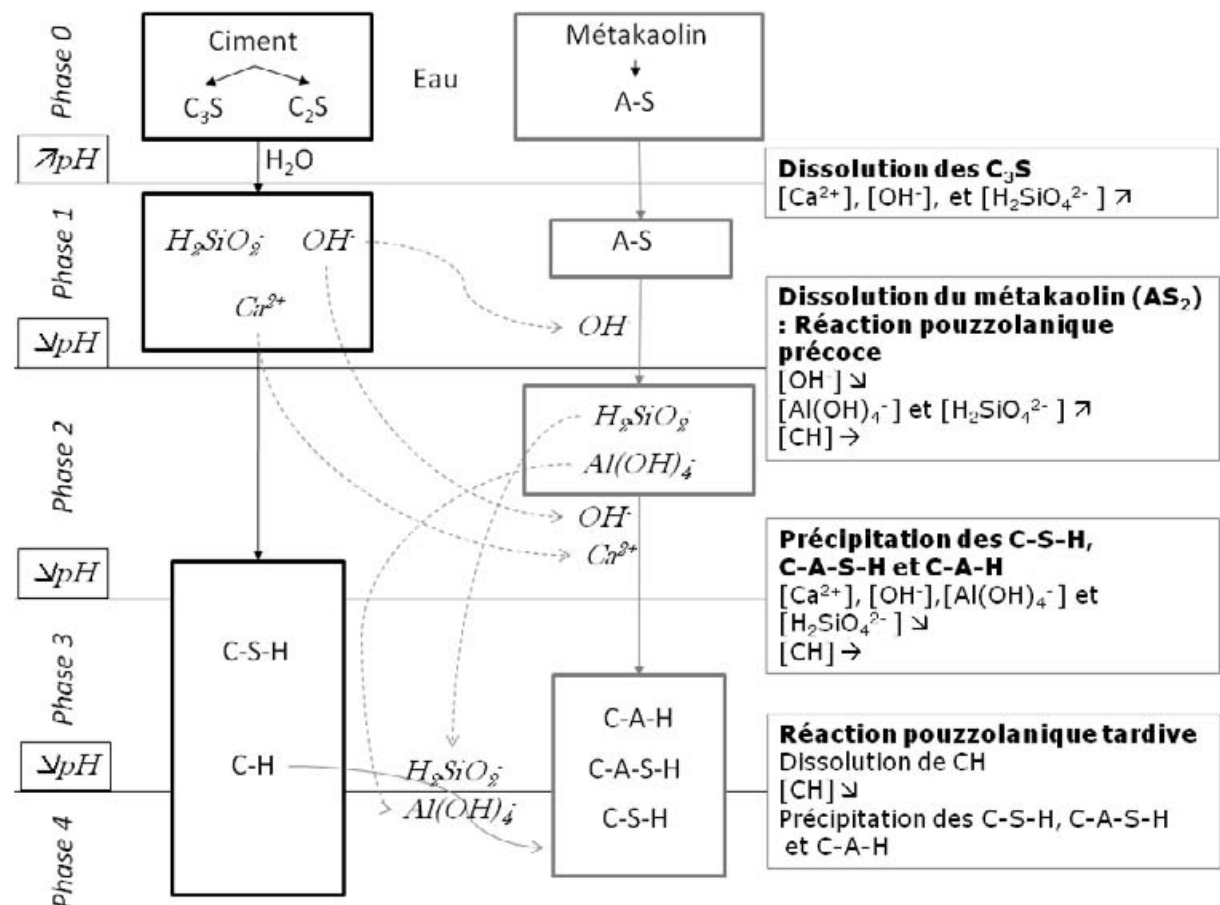 Phase 0
Ciment
C₃S C₂S
Eau
Métakaolin
A-S
↗pH
H₂O
Dissolution des C₃S
[Ca²⁺], [OH⁻], et [H₂SiO₄²⁻] ↗
Phase 1
H₂SiO₂⁻ OH⁻
Ca²⁺
A-S
OH⁻
↘pH
Dissolution du métakaolin (AS₂)
: Réaction pouzzolanique
précoce
[OH⁻] ↘
[Al(OH)₄⁻] et [H₂SiO₄²⁻] ↗
[CH] →
Phase 2
H₂SiO₂⁻
Al(OH)₄⁻
OH⁻
Ca²⁺
↘pH
Précipitation des C-S-H,
C-A-S-H et C-A-H
[Ca²⁺], [OH⁻],[Al(OH)₄⁻] et
[H₂SiO₄²⁻] ↘
[CH] →
Phase 3
C-S-H
C-H
↘pH
H₂SiO₂⁻
Al(OH)₄⁻
C-A-H
C-A-S-H
C-S-H
Réaction pouzzolanique tardive
Dissolution de CH
[CH] ↘
Précipitation des C-S-H, C-A-S-H
et C-A-H
Phase 4